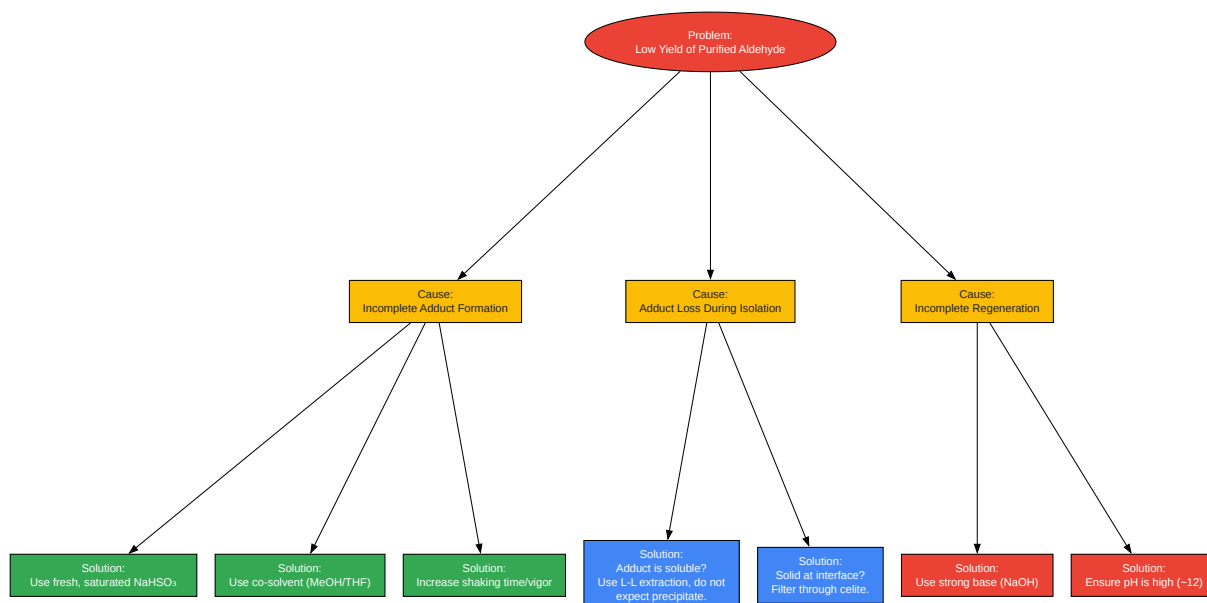 Problem:
Low Yield of Purified Aldehyde
Cause:
Incomplete Adduct Formation
Cause:
Adduct Loss During Isolation
Cause:
Incomplete Regeneration
Solution:
Use fresh, saturated NaHSO₃
Solution:
Use co-solvent (MeOH/THF)
Solution:
Increase shaking time/vigor
Solution:
Adduct is soluble?
Use L-L extraction, do not
expect precipitate.
Solution:
Solid at interface?
Filter through celite.
Solution:
Use strong base (NaOH)
Solution:
Ensure pH is high (~12)